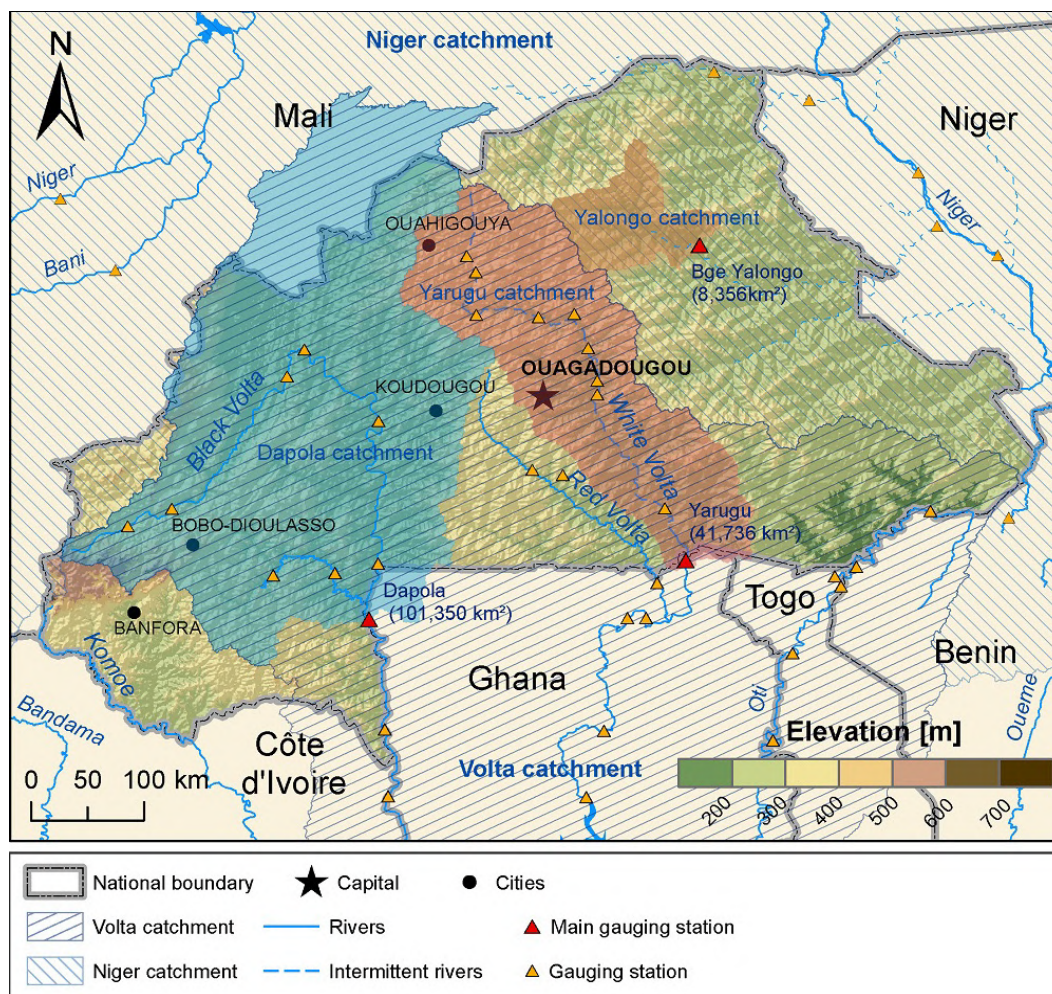 N
Niger catchment
Mali
Niger
Niger
Niger
Bani
OUAHIGOUYA
Yalongo catchment
Bge Yalongo
(8,356km²)
Yarugu catchment
OUAGADOUGOU
KOUDOUGOU
Black Volta
White Volta
Dapola catchment
Red Volta
BOBO-DIOULASSO
Yarugu
(41,736 km²)
Dapola
(101,350 km²)
BANFORA
Komoe
Togo
Benin
Ghana
Bandama
Côte
d'Ivoire
Oti
Oueme
Volta catchment
0 50 100 km
Elevation [m]
200 300 400 500 600 700
National boundary
Capital
Cities
Volta catchment
Rivers
Main gauging station
Niger catchment
Intermittent rivers
Gauging station